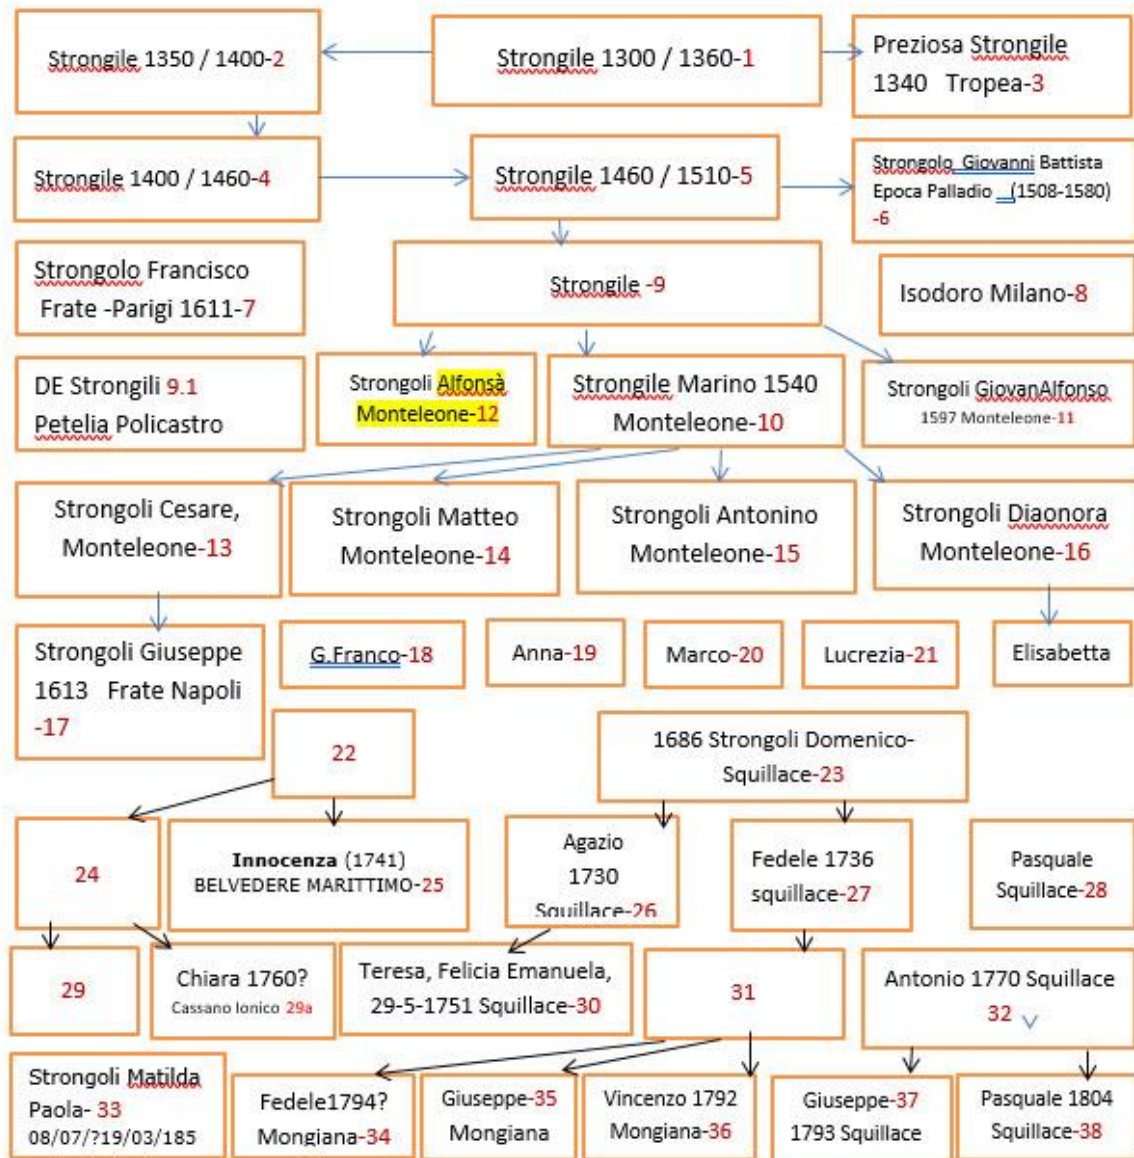 Strongile 1350 / 1400-2
Strongile 1300 / 1360-1
Preziosa Strongile
1340 Tropea-3
Strongile 1400 / 1460-4
Strongile 1460 / 1510-5
Strongolo Giovanni Battista
Epoca Palladio (1508-1580)
-6
Strongolo Francisco
Frate -Parigi 1611-7
Strongile -9
Isodoro Milano-8
DE Strongili 9.1
Petelia Policastro
Strongoli Alfonsà
Monteleone-12
Strongile Marino 1540
Monteleone-10
Strongoli GiovanAlfonso
1597 Monteleone-11
Strongoli Cesare,
Monteleone-13
Strongoli Matteo
Monteleone-14
Strongoli Antonino
Monteleone-15
Strongoli Diaonora
Monteleone-16
Strongoli Giuseppe
1613 Frate Napoli
-17
G.Franco-18
Anna-19
Marco-20
Lucrezia-21
Elisabetta
22
1686 Strongoli Domenico-
Squillace-23
24
Innocenza (1741)
BELVEDERE MARITTIMO-25
Agazio
1730
Squillace-26
Fedele 1736
squillace-27
Pasquale
Squillace-28
29
Chiara 1760?
Cassano Ionico 29a
Teresa, Felicia Emanuela,
29-5-1751 Squillace-30
31
Antonio 1770 Squillace
32
Strongoli Matilda
Paola- 33
08/07/?19/03/185
Fedele1794?
Mongiana-34
Giuseppe-35
Mongiana
Vincenzo 1792
Mongiana-36
Giuseppe-37
1793 Squillace
Pasquale 1804
Squillace-38